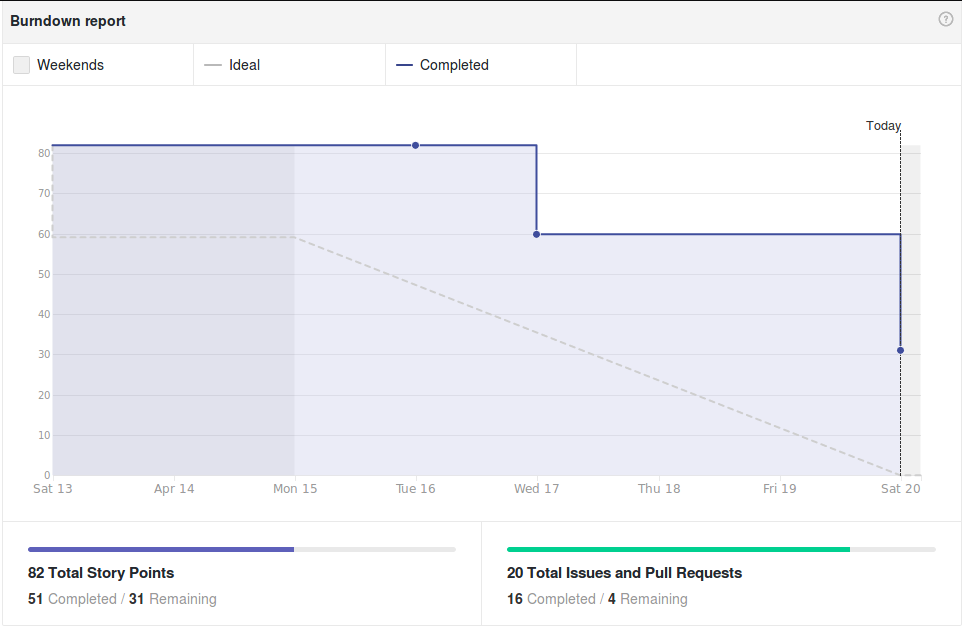 Burndown report
?
Weekends
Ideal
Completed
Today
80
70
60
50
40
30
20
10
0
Sat 13 Apr 14 Mon 15 Tue 16 Wed 17 Thu 18 Fri 19 Sat 20
82 Total Story Points
51 Completed / 31 Remaining
20 Total Issues and Pull Requests
16 Completed / 4 Remaining